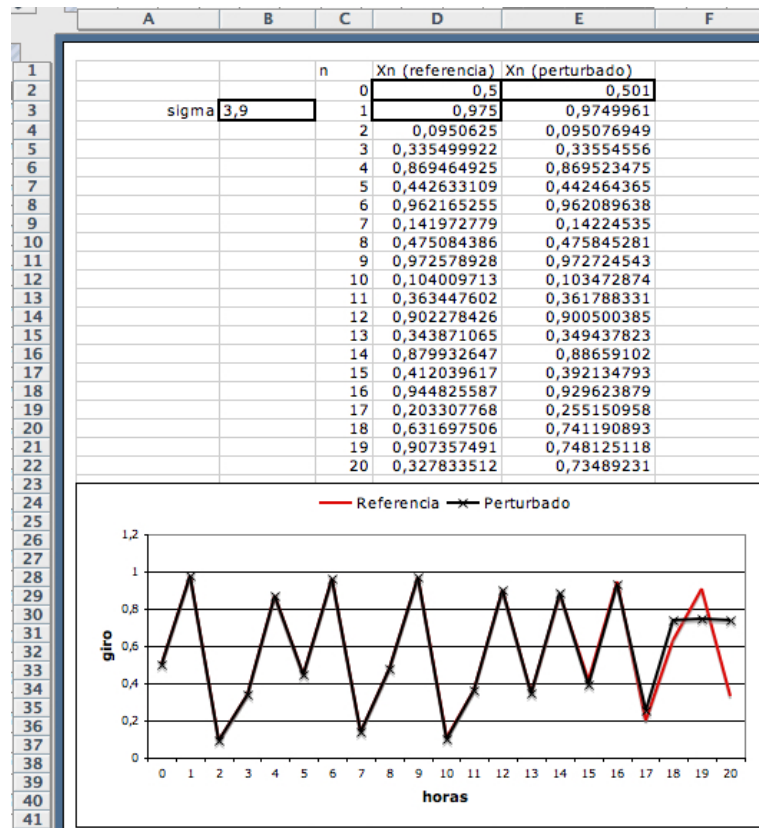 A B C D E F
1 n Xn (referencia) Xn (perturbado)
2 0 0,5 0,501
3 sigma 3,9 1 0,975 0,9749961
4 2 0,0950625 0,095076949
5 3 0,335499922 0,33554556
6 4 0,869464925 0,869523475
7 5 0,442633109 0,442464365
8 6 0,962165255 0,962089638
9 7 0,141972779 0,14224535
10 8 0,475084386 0,475845281
11 9 0,972578928 0,972724543
12 10 0,104009713 0,103472874
13 11 0,363447602 0,361788331
14 12 0,902278426 0,900500385
15 13 0,343871065 0,349437823
16 14 0,879932647 0,88659102
17 15 0,412039617 0,392134793
18 16 0,944825587 0,929623879
19 17 0,203307768 0,255150958
20 18 0,631697506 0,741190893
21 19 0,907357491 0,748125118
22 20 0,327833512 0,73489231
23
24 Referencia Perturbado
25
26 1,2
27
28 1
29
30 0,8
31
32 0,6
33
34 0,4
35
36 0,2
37
38 0
39
40
41
giro
0 1 2 3 4 5 6 7 8 9 10 11 12 13 14 15 16 17 18 19 20
horas